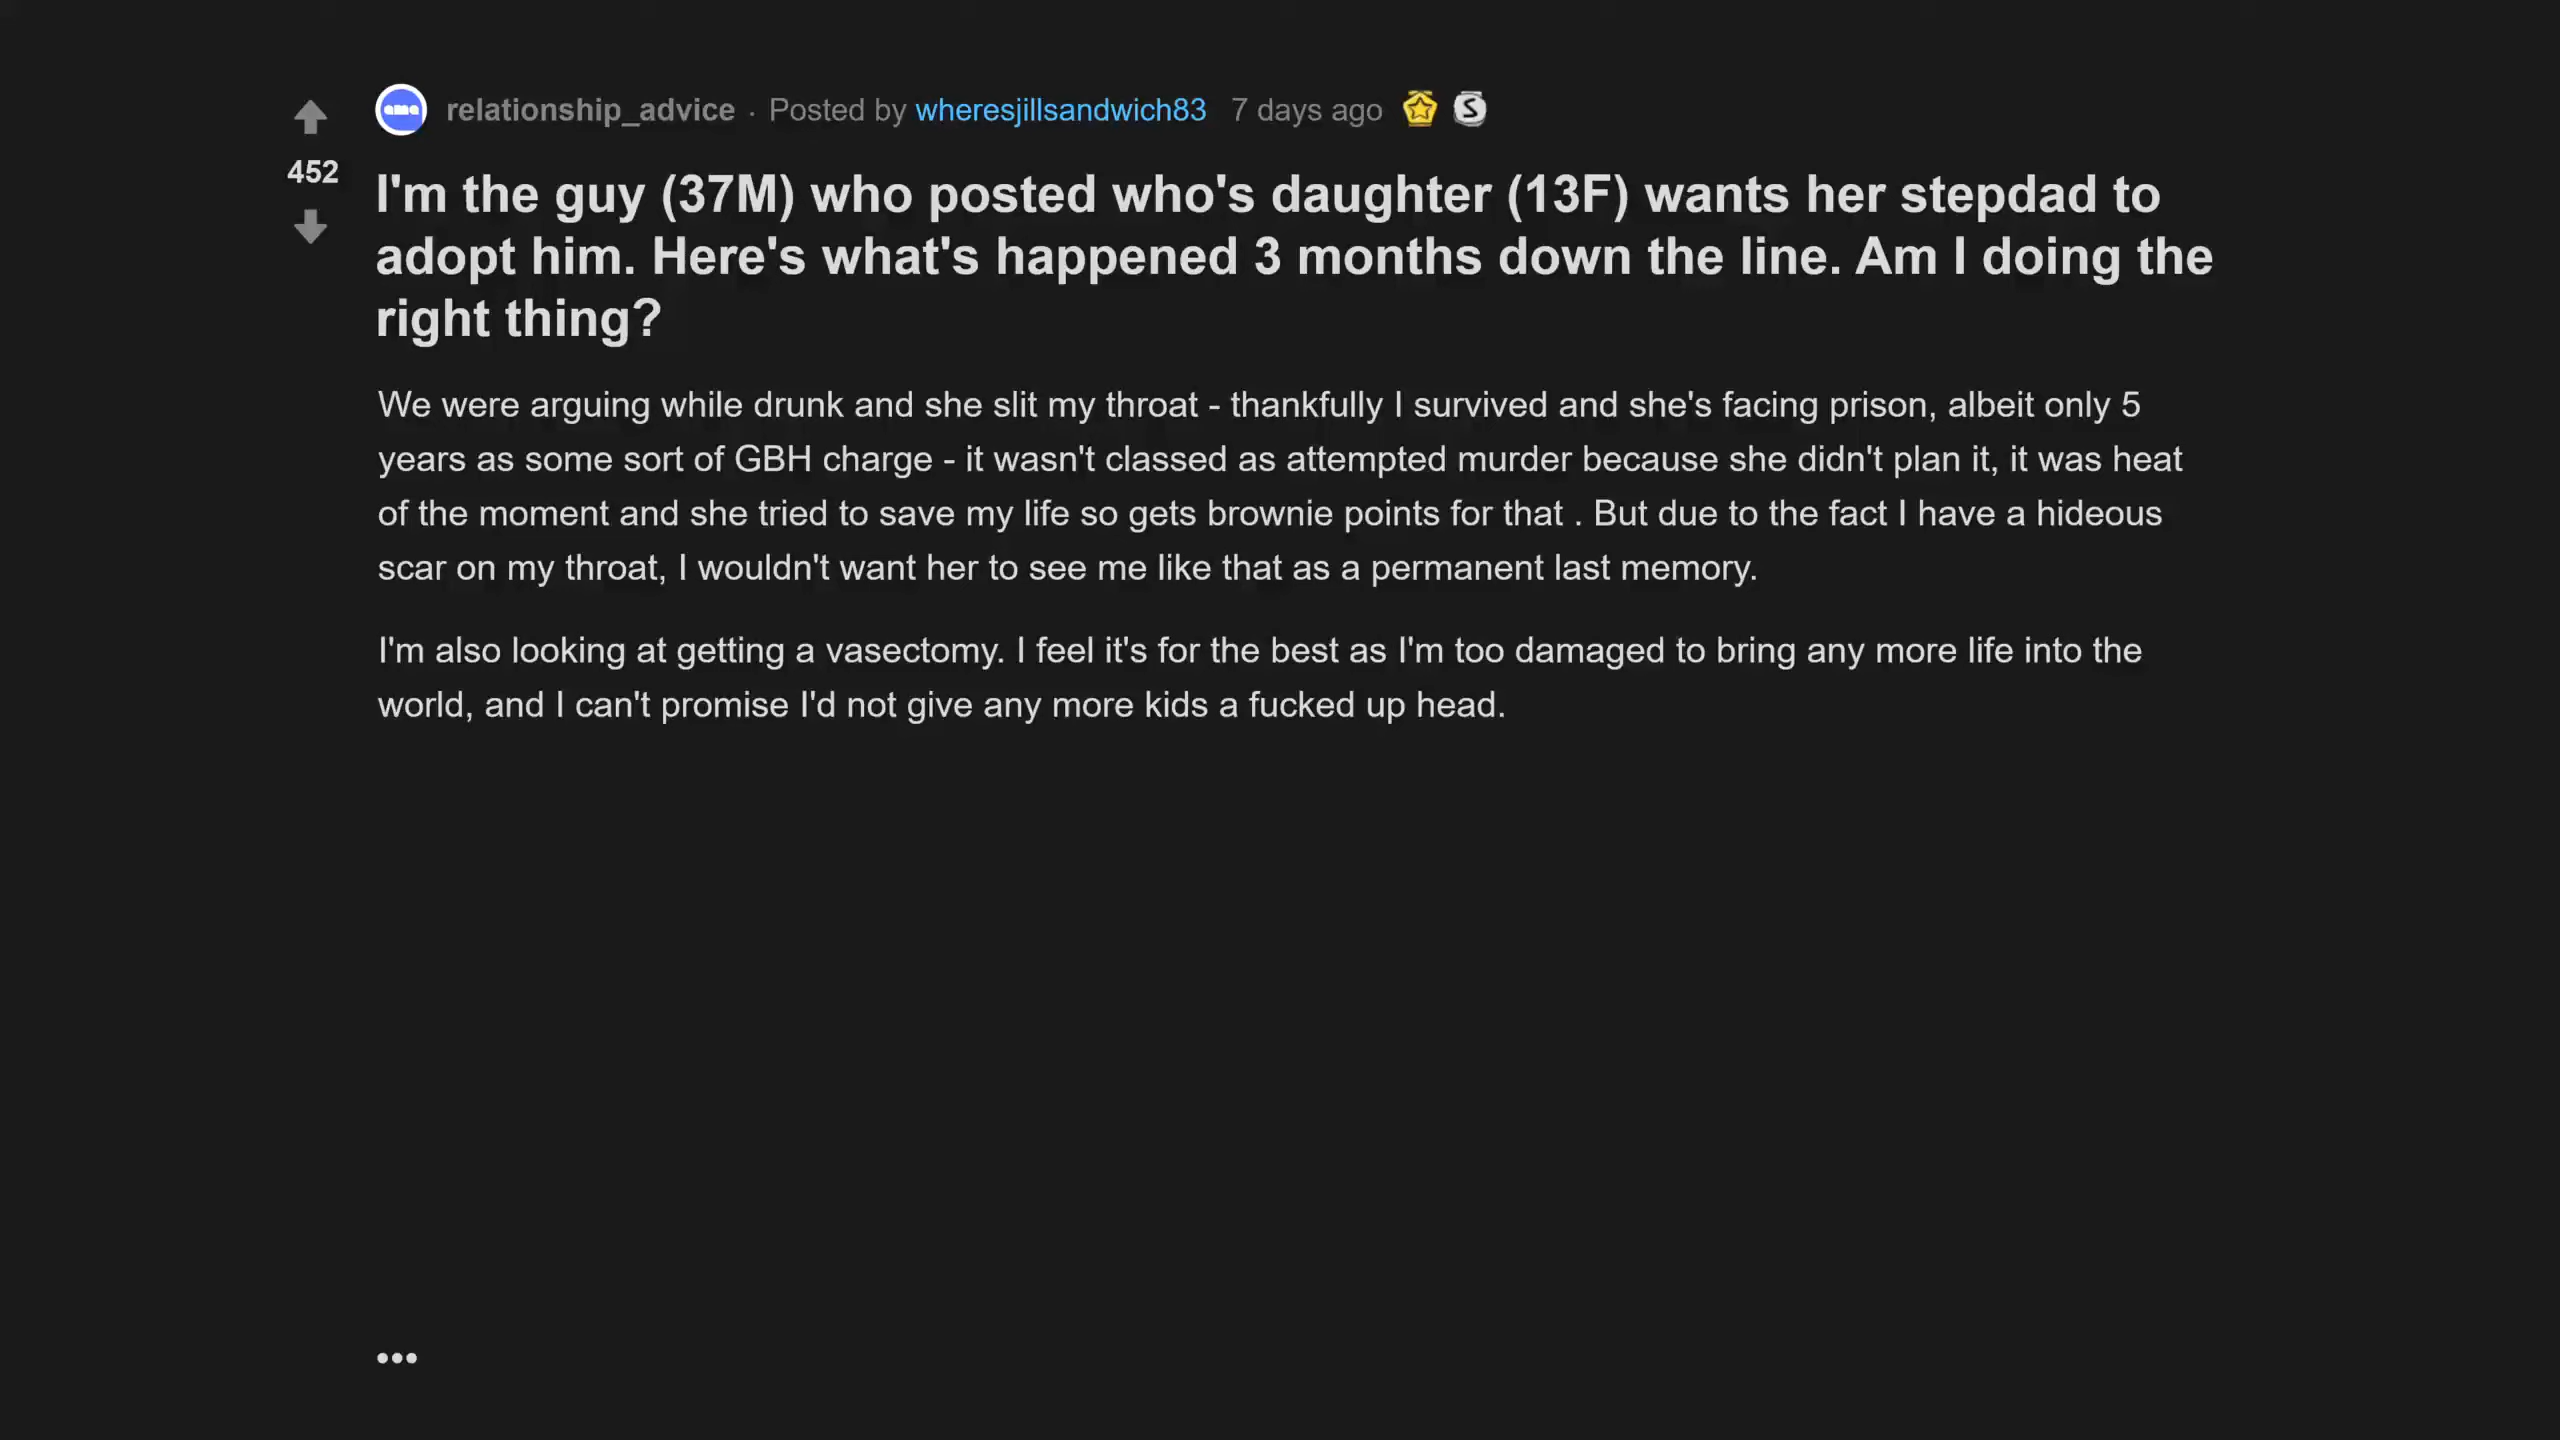 ama relationship_advice · Posted by wheresjillsandwich83 7 days ago S
452
I'm the guy (37M) who posted who's daughter (13F) wants her stepdad to
adopt him. Here's what's happened 3 months down the line. Am I doing the
right thing?
We were arguing while drunk and she slit my throat - thankfully I survived and she's facing prison, albeit only 5
years as some sort of GBH charge - it wasn't classed as attempted murder because she didn't plan it, it was heat
of the moment and she tried to save my life so gets brownie points for that . But due to the fact I have a hideous
scar on my throat, I wouldn't want her to see me like that as a permanent last memory.
I'm also looking at getting a vasectomy. I feel it's for the best as I'm too damaged to bring any more life into the
world, and I can't promise I'd not give any more kids a fucked up head.
•••